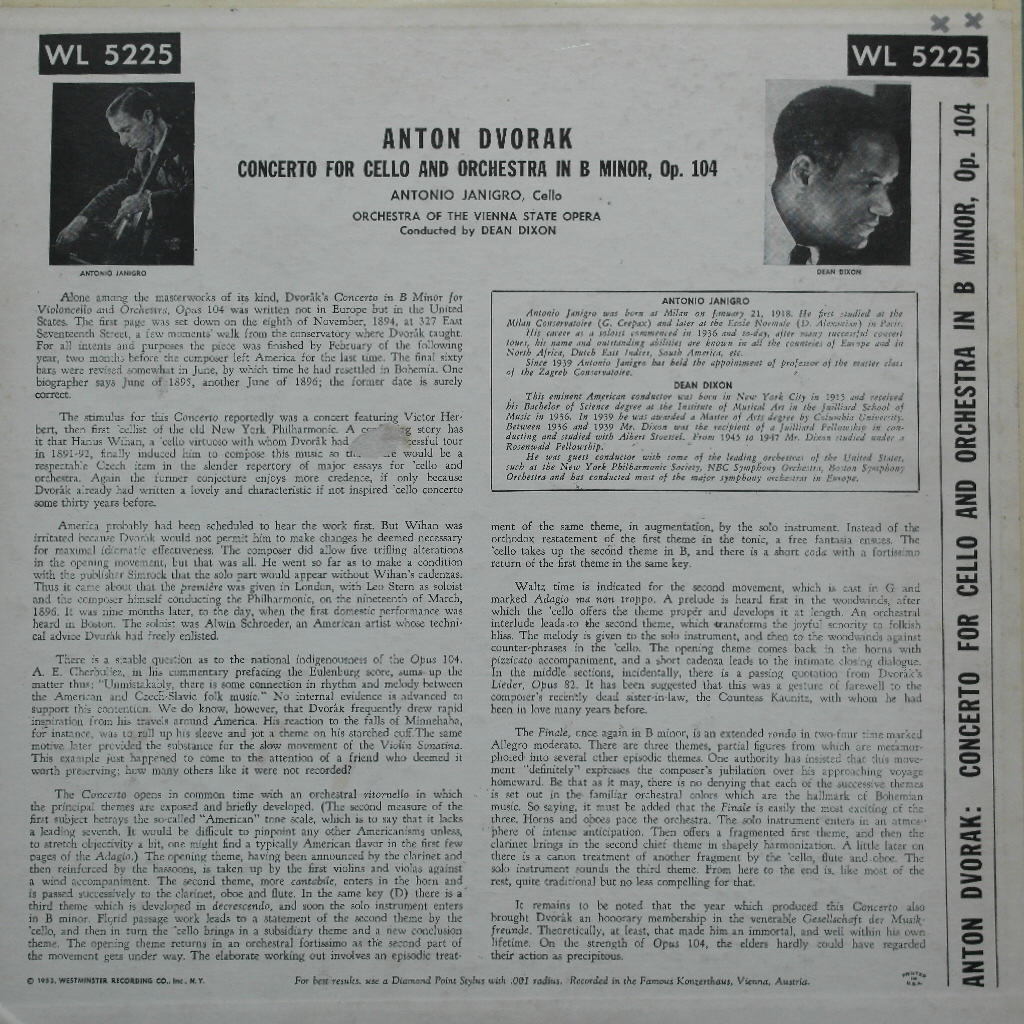 WL 5225
WL 5225
ANTON DVORAK
CONCERTO FOR CELLO AND ORCHESTRA IN B MINOR, Op. 104
ANTONIO JANIGRO, Cello
ORCHESTRA OF THE VIENNA STATE OPERA
Conducted by DEAN DIXON
ANTONIO JANIGRO
DEAN DIXON
Alone among the masterworks of its kind, Dvořák's Concerto in B Minor for
Violoncello and Orchestra, Opus 104 was written not in Europe but in the United
States. The first page was set down on the eighth of November, 1894, at 327 East
Seventeenth Street, a few moments' walk from the conservatory where Dvořák taught.
For all intents and purposes the piece was finished by February of the following
year, two months before the composer left America for the last time. The final sixty
bars were revised somewhat in June, by which time he had resettled in Bohemia. One
biographer says June of 1895, another June of 1896; the former date is surely
correct.
The stimulus for this Concerto reportedly was a concert featuring Victor Her-
bert, then first 'cellist of the old New York Philharmonic. A story has
it that Hanus Wihan, a 'cello virtuoso with whom Dvořák had cessful tour
in 1891-92, finally induced him to compose this music so would be a
respectable Czech item in the slender repertory of major essays for 'cello and
orchestra. Again the former conjecture enjoys more credence, if only because
Dvořák already had written a lovely and characteristic if not inspired 'cello concerto
some thirty years before.
America probably had been scheduled to hear the work first. But Wihan was
irritated because Dvořák would not permit him to make changes he deemed necessary
for maximal idiomatic effectiveness. The composer did allow five trifling alterations
in the opening movement, but that was all. He went so far as to make a condition
with the publisher Simrock that the solo part would appear without Wihan's cadenzas.
Thus it came about that the première was given in London, with Leo Stern as soloist
and the composer himself conducting the Philharmonic, on the nineteenth of March,
1896. It was nine months later, to the day, when the first domestic performance was
heard in Boston. The soloist was Alwin Schroeder, an American artist whose techni-
cal advice Dvořák had freely enlisted.
There is a sizable question as to the national indigenousness of the Opus 104.
A. E. Cherbuliez, in his commentary prefacing the Eulenburg score, sums up the
matter thus: "Unmistakably, there is some connection in rhythm and melody between
the American and Czech-Slavic folk music." No internal evidence is advanced to
support this contention. We do know, however, that Dvořák frequently drew rapid
inspiration from his travels around America. His reaction to the falls of Minnehaha,
for instance, was to roll up his sleeve and jot a theme on his starched cuff. The same
motive later provided the substance for the slow movement of the Violin Sonatina.
This example just happened to come to the attention of a friend who deemed it
worth preserving; how many others like it were not recorded?
The Concerto opens in common time with an orchestral ritornello in which
the principal themes are exposed and briefly developed. (The second measure of the
first subject betrays the so-called "American" tone scale, which is to say that it lacks
a leading seventh. It would be difficult to pinpoint any other Americanisms unless,
to stretch objectivity a bit, one might find a typically American flavor in the first few
pages of the Adagio.) The opening theme, having been announced by the clarinet and
then reinforced by the bassoons, is taken up by the first violins and violas against
a wind accompaniment. The second theme, more cantabile, enters in the horn and
is passed successively to the clarinet, oboe and flute. In the same key (D) there is a
third theme which is developed in decrescendo, and soon the solo instrument enters
in B minor. Florid passage work leads to a statement of the second theme by the
'cello, and then in turn the 'cello brings in a subsidiary theme and a new conclusion
theme. The opening theme returns in an orchestral fortissimo as the second part of
the movement gets under way. The elaborate working out involves an episodic treat-
ANTONIO JANIGRO
Antonio Janigro was born at Milan on January 21, 1918. He first studied at the
Milan Conservatoire (G. Crepax) and later at the Ecole Normale (D. Alexanian) in Paris.
His career as a soloist commenced in 1936 and to-day, after many successful concert
tours, his name and outstanding abilities are known in all the countries of Europe and in
North Africa, Dutch East Indies, South America, etc.
Since 1939 Antonio Janigro has held the appointment of professor of the master class
of the Zagreb Conservatoire.
DEAN DIXON
This eminent American conductor was born in New York City in 1915 and received
his Bachelor of Science degree at the Institute of Musical Art in the Juilliard School of
Music in 1936. In 1939 he was awarded a Master of Arts degree by Columbia University.
Between 1936 and 1939 Mr. Dixon was the recipient of a Juilliard Fellowship in con-
ducting and studied with Albert Stoessel. From 1945 to 1947 Mr. Dixon studied under a
Rosenwald Fellowship.
He was guest conductor with some of the leading orchestras of the United States,
such at the New York Philharmonic Society, NBC Symphony Orchestra, Boston Symphony
Orchestra and has conducted most of the major symphony orchestras in Europe.
ment of the same theme, in augmentation, by the solo instrument. Instead of the
orthodox restatement of the first theme in the tonic, a free fantasia ensues. The
'cello takes up the second theme in B, and there is a short coda with a fortissimo
return of the first theme in the same key.
Waltz time is indicated for the second movement, which is cast in G and
marked Adagio ma non troppo. A prelude is heard first in the woodwinds, after
which the 'cello offers the theme proper and develops it at length. An orchestral
interlude leads to the second theme, which transforms the joyful sonority to folkish
bliss. The melody is given to the solo instrument, and then to the woodwinds against
counter-phrases in the 'cello. The opening theme comes back in the horns with
pizzicato accompaniment, and a short cadenza leads to the intimate closing dialogue.
In the middle sections, incidentally, there is a passing quotation from Dvořák's
Lieder, Opus 82. It has been suggested that this was a gesture of farewell to the
composer's recently dead sister-in-law, the Countess Kaunitz, with whom he had
been in love many years before.
The Finale, once again in B minor, is an extended rondo in two-four time marked
Allegro moderato. There are three themes, partial figures from which are metamor-
phosed into several other episodic themes. One authority has insisted that this move-
ment "definitely" expresses the composer's jubilation over his approaching voyage
homeward. Be that as it may, there is no denying that each of the successive themes
is set out in the familiar orchestral colors which are the hallmark of Bohemian
music. So saying, it must be added that the Finale is easily the most exciting of the
three. Horns and oboes pace the orchestra. The solo instrument enters in an atmos-
phere of intense anticipation. Then offers a fragmented first theme, and then the
clarinet brings in the second chief theme in shapely harmonization. A little later on
there is a canon treatment of another fragment by the 'cello, flute and oboe. The
solo instrument sounds the third theme. From here to the end is, like most of the
rest, quite traditional but no less compelling for that.
It remains to be noted that the year which produced this Concerto also
brought Dvořák an honorary membership in the venerable Gesellschaft der Musik-
freunde. Theoretically, at least, that made him an immortal, and well within his own
lifetime. On the strength of Opus 104, the elders hardly could have regarded
their action as precipitous.
© 1953, WESTMINSTER RECORDING CO., Inc., N. Y.
For best results, use a Diamond Point Stylus with .001 radius. Recorded in the Famous Konzerthaus, Vienna, Austria.
PRINTED
IN
U.S.A.
ANTON DVORAK: CONCERTO FOR CELLO AND ORCHESTRA IN B MINOR, Op. 104